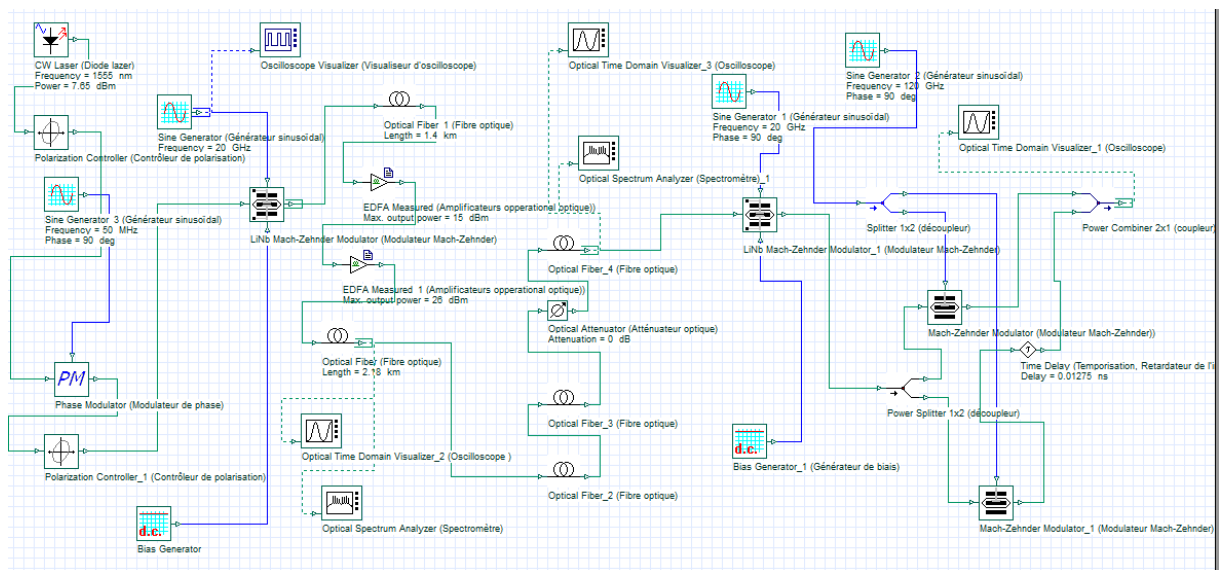 CW Laser (Diode lazer)
Frequency = 1555 nm
Power = 7.65 dBm
Polarization Controller (Contrôleur de polarisation)
Sine Generator 3 (Générateur sinusoïdal)
Frequency = 50 MHz
Phase = 90 deg
PM
Phase Modulator (Modulateur de phase)
Polarization Controller_1 (Contrôleur de polarisation)
d.c.
Bias Generator
Sine Generator (Générateur sinusoïdal)
Frequency = 20 GHz
Oscilloscope Visualizer (Visualiseur d'oscilloscope)
LiNb Mach-Zehnder Modulator (Modulateur Mach-Zehnder)
Optical Fiber 1 (Fibre optique)
Length = 1.4 km
EDFA Measured (Amplificateurs opperational optique))
Max. output power = 15 dBm
EDFA Measured 1 (Amplificateurs opperational optique))
Max. output power = 26 dBm
Optical Fiber (Fibre optique)
Length = 2.18 km
Optical Time Domain Visualizer_2 (Oscilloscope )
Optical Spectrum Analyzer (Spectromètre)
Optical Time Domain Visualizer_3 (Oscilloscope)
Optical Spectrum Analyzer (Spectromètre)_1
Optical Fiber_4 (Fibre optique)
Optical Attenuator (Atténuateur optique)
Attenuation = 0 dB
Optical Fiber_3 (Fibre optique)
Optical Fiber_2 (Fibre optique)
Sine Generator_1 (Générateur sinusoïdal)
Frequency = 20 GHz
Phase = 90 deg
LiNb Mach-Zehnder Modulator_1 (Modulateur Mach-Zehnder)
d.c.
Bias Generator_1 (Générateur de biais)
Sine Generator_2 (Générateur sinusoïdal)
Frequency = 120 GHz
Phase = 90 deg
Optical Time Domain Visualizer_1 (Oscilloscope)
Splitter 1x2 (découpleur)
Power Combiner 2x1 (coupleur)
Mach-Zehnder Modulator (Modulateur Mach-Zehnder))
Time Delay (Temporisation, Retardateur de l'i
Delay = 0.01275 ns
Power Splitter 1x2 (découpleur)
Mach-Zehnder Modulator_1 (Modulateur Mach-Zehnder)